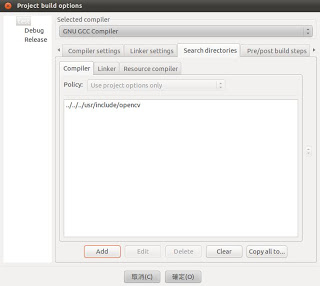 Project build options
Debug
Release
Selected compiler
GNU GCC Compiler
Compiler settings
Linker settings
Search directories
Pre/post build steps
Compiler
Linker
Resource compiler
Policy:
Use project options only
../../../usr/include/opencv
Add
Edit
Delete
Clear
Copy all to...
取消(C)
確定(O)